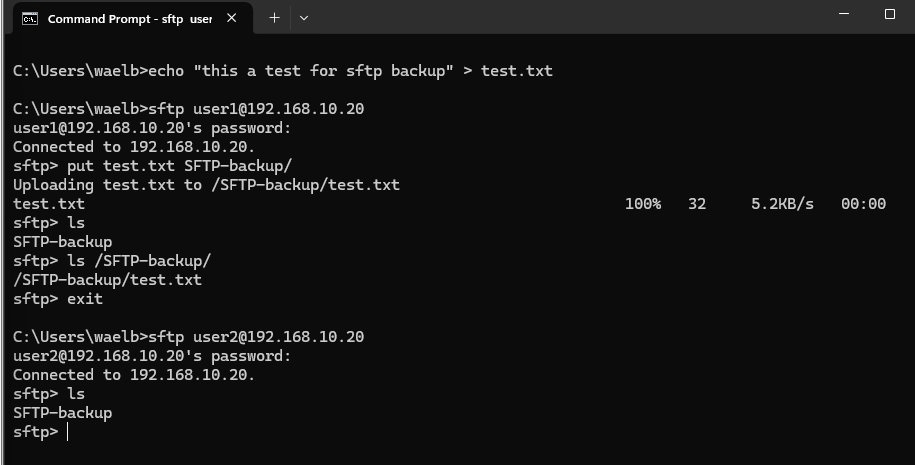 Command Prompt - sftp user
C:\Users\waelb>echo "this a test for sftp backup" > test.txt
C:\Users\waelb>sftp user1@192.168.10.20
user1@192.168.10.20's password:
Connected to 192.168.10.20.
sftp> put test.txt SFTP-backup/
Uploading test.txt to /SFTP-backup/test.txt
test.txt 100% 32 5.2KB/s 00:00
sftp> ls
SFTP-backup
sftp> ls /SFTP-backup/
/SFTP-backup/test.txt
sftp> exit
C:\Users\waelb>sftp user2@192.168.10.20
user2@192.168.10.20's password:
Connected to 192.168.10.20.
sftp> ls
SFTP-backup
sftp>